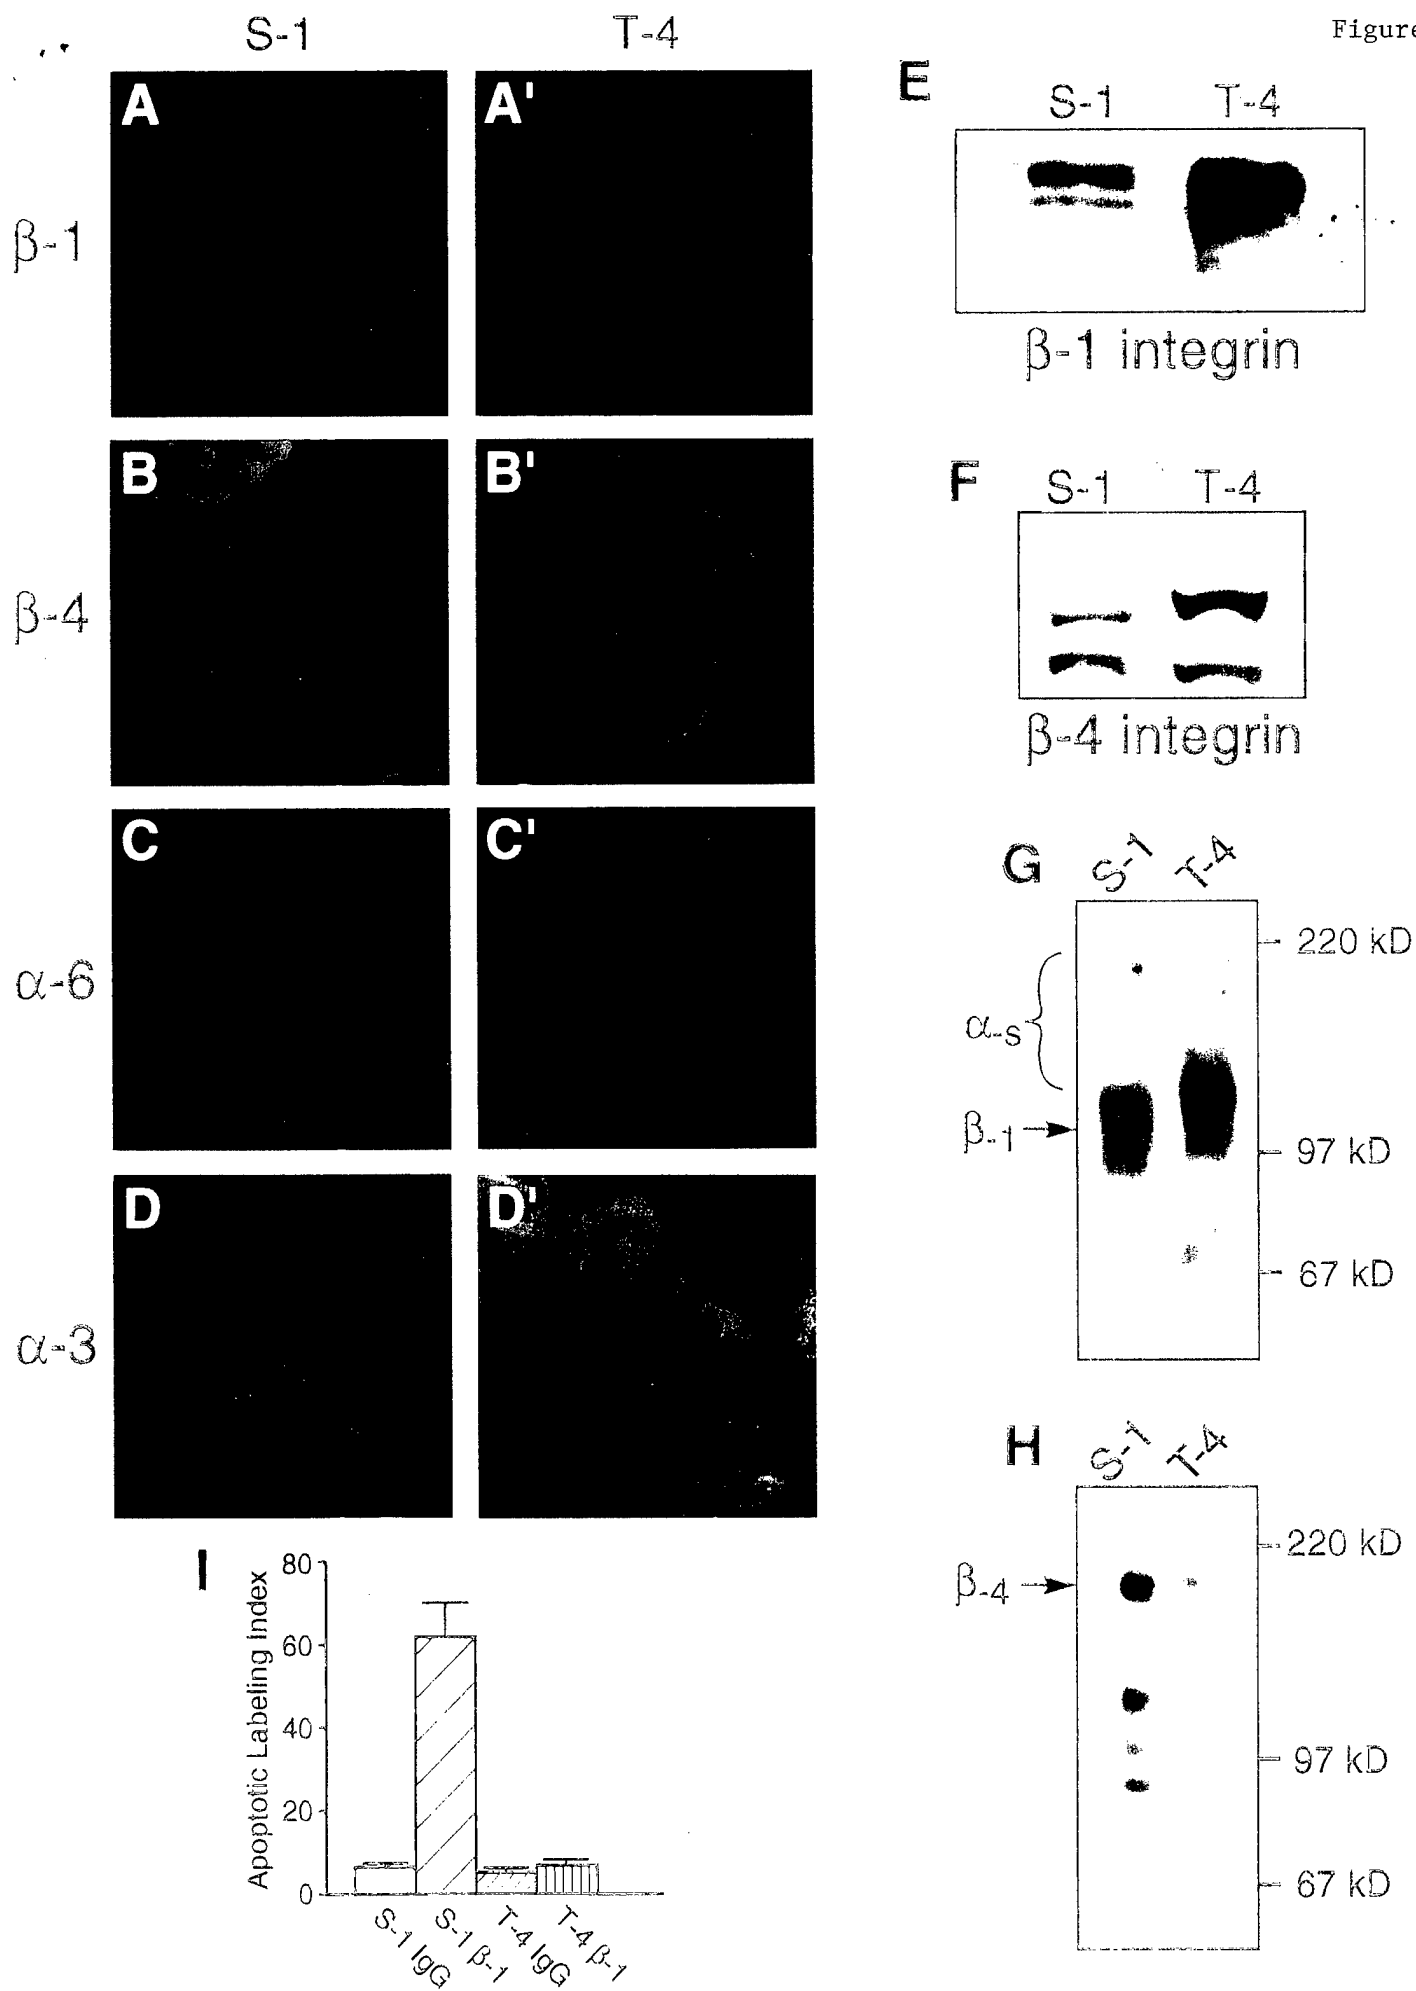 Figure
S-1 T-4
A A'
β-1
B B'
β-4
C C'
α-6
D D'
α-3
E
S-1 T-4
β-1 integrin
F
S-1 T-4
β-4 integrin
G
S-1 T-4
220 kD
α-s
β-1
97 kD
67 kD
H
S-1 T-4
220 kD
β-4
97 kD
67 kD
I
Apoptotic Labeling Index
80
60
40
20
0
S-1 IgG
S-1 β-1
T-4 IgG
T-4 β-1